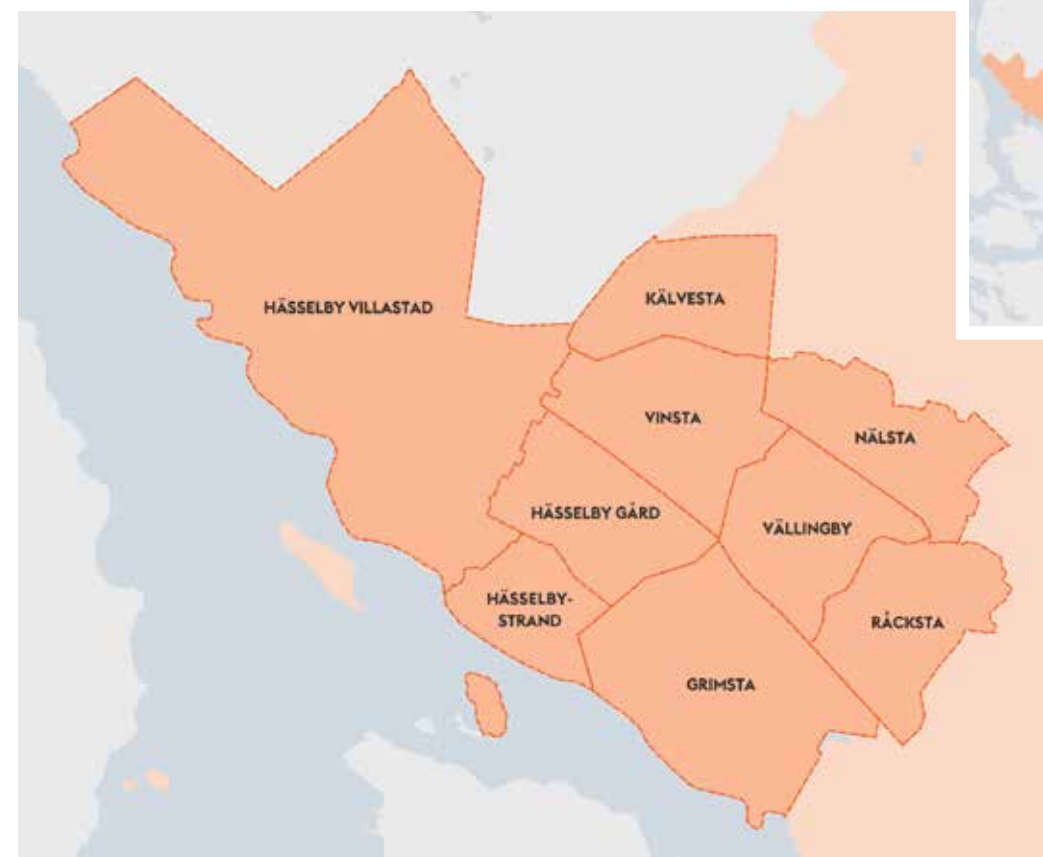 KÄLVESTA
HÄSSELBY VILLASTAD
VINSTA
NÄLSTA
HÄSSELBY GÅRD
VÄLLINGBY
HÄSSELBY-
STRAND
RÅCKSTA
GRIMSTA